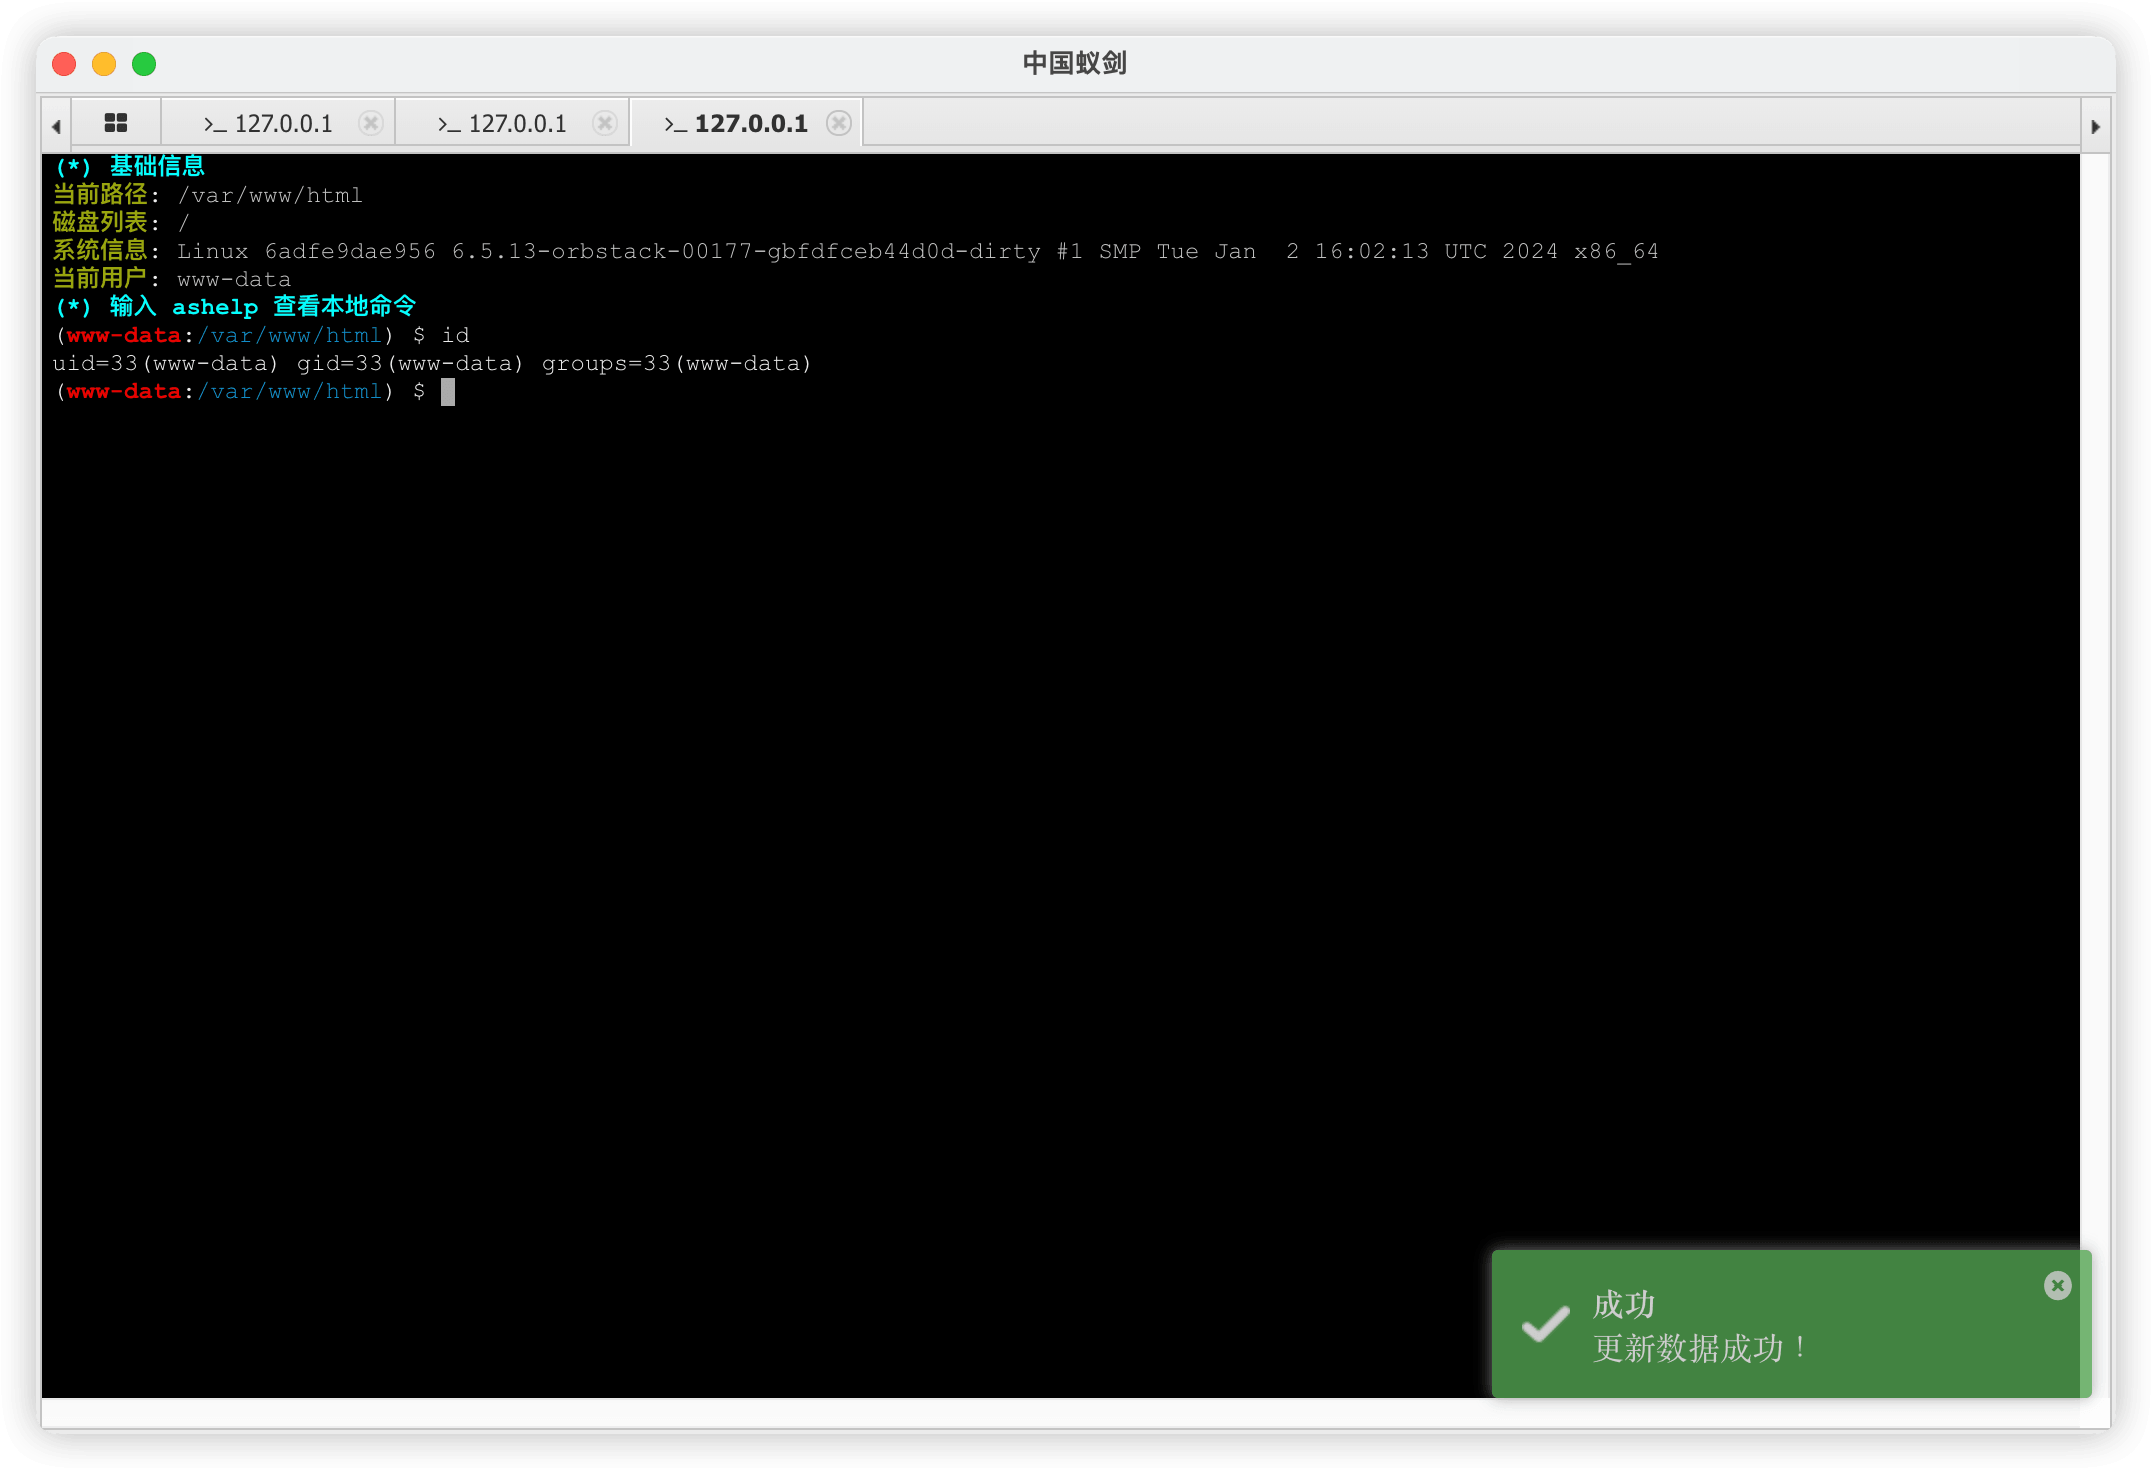 中国蚁剑
>_ 127.0.0.1 >_ 127.0.0.1 >_ 127.0.0.1
(*) 基础信息
当前路径: /var/www/html
磁盘列表: /
系统信息: Linux 6adfe9dae956 6.5.13-orbstack-00177-gbfdfceb44d0d-dirty #1 SMP Tue Jan  2 16:02:13 UTC 2024 x86_64
当前用户: www-data
(*) 输入 ashelp 查看本地命令
(www-data:/var/www/html) $ id
uid=33(www-data) gid=33(www-data) groups=33(www-data)
(www-data:/var/www/html) $
成功
更新数据成功！